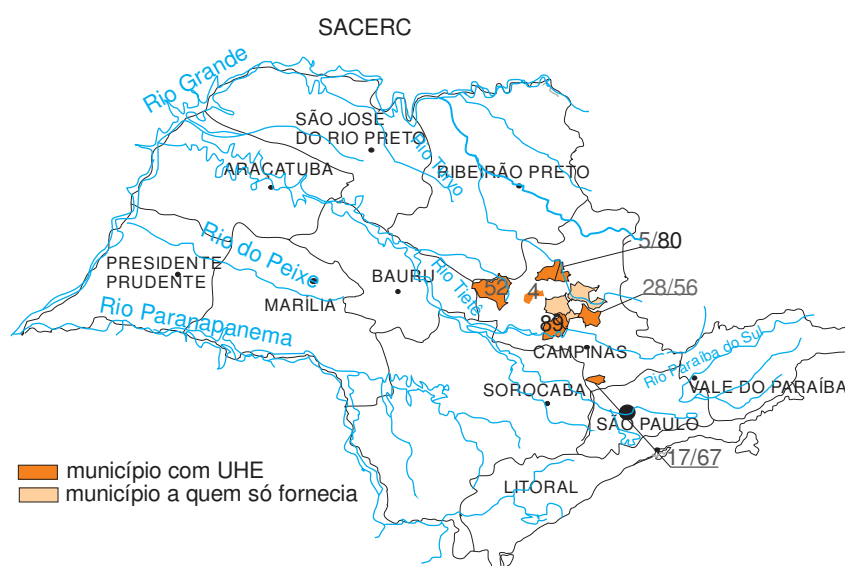 SACERC
Rio Grande
SÃO JOSÉ
DO RIO PRETO
Rio Turvo
ARAÇATUBA
RIBEIRÃO PRETO
5/80
Rio do Peixe
PRESIDENTE
PRUDENTE
BAURU
Rio Tietê
52
4
28/56
MARÍLIA
Rio Paranapanema
89
CAMPINAS
Rio Paraíba do Sul
SOROCABA
VALE DO PARAÍBA
SÃO PAULO
17/67
município com UHE
município a quem só fornecia
LITORAL